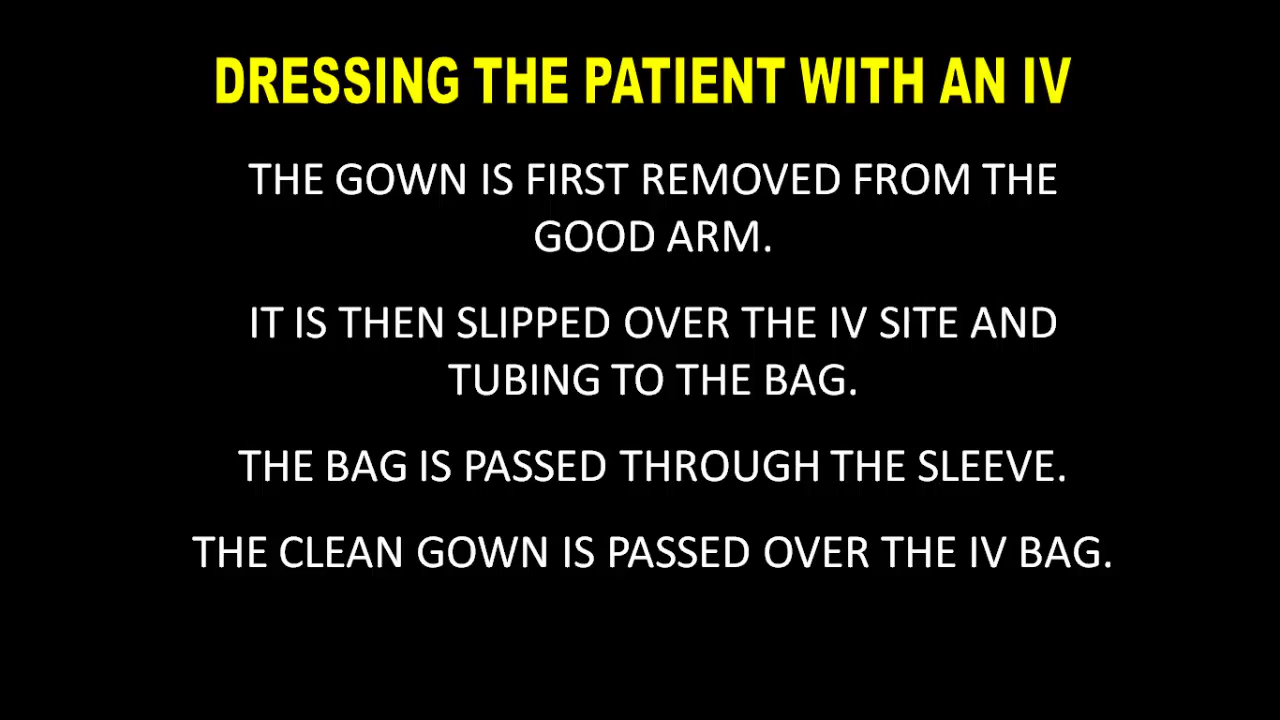 DRESSING THE PATIENT WITH AN IV
THE GOWN IS FIRST REMOVED FROM THE
GOOD ARM.
IT IS THEN SLIPPED OVER THE IV SITE AND
TUBING TO THE BAG.
THE BAG IS PASSED THROUGH THE SLEEVE.
THE CLEAN GOWN IS PASSED OVER THE IV BAG.